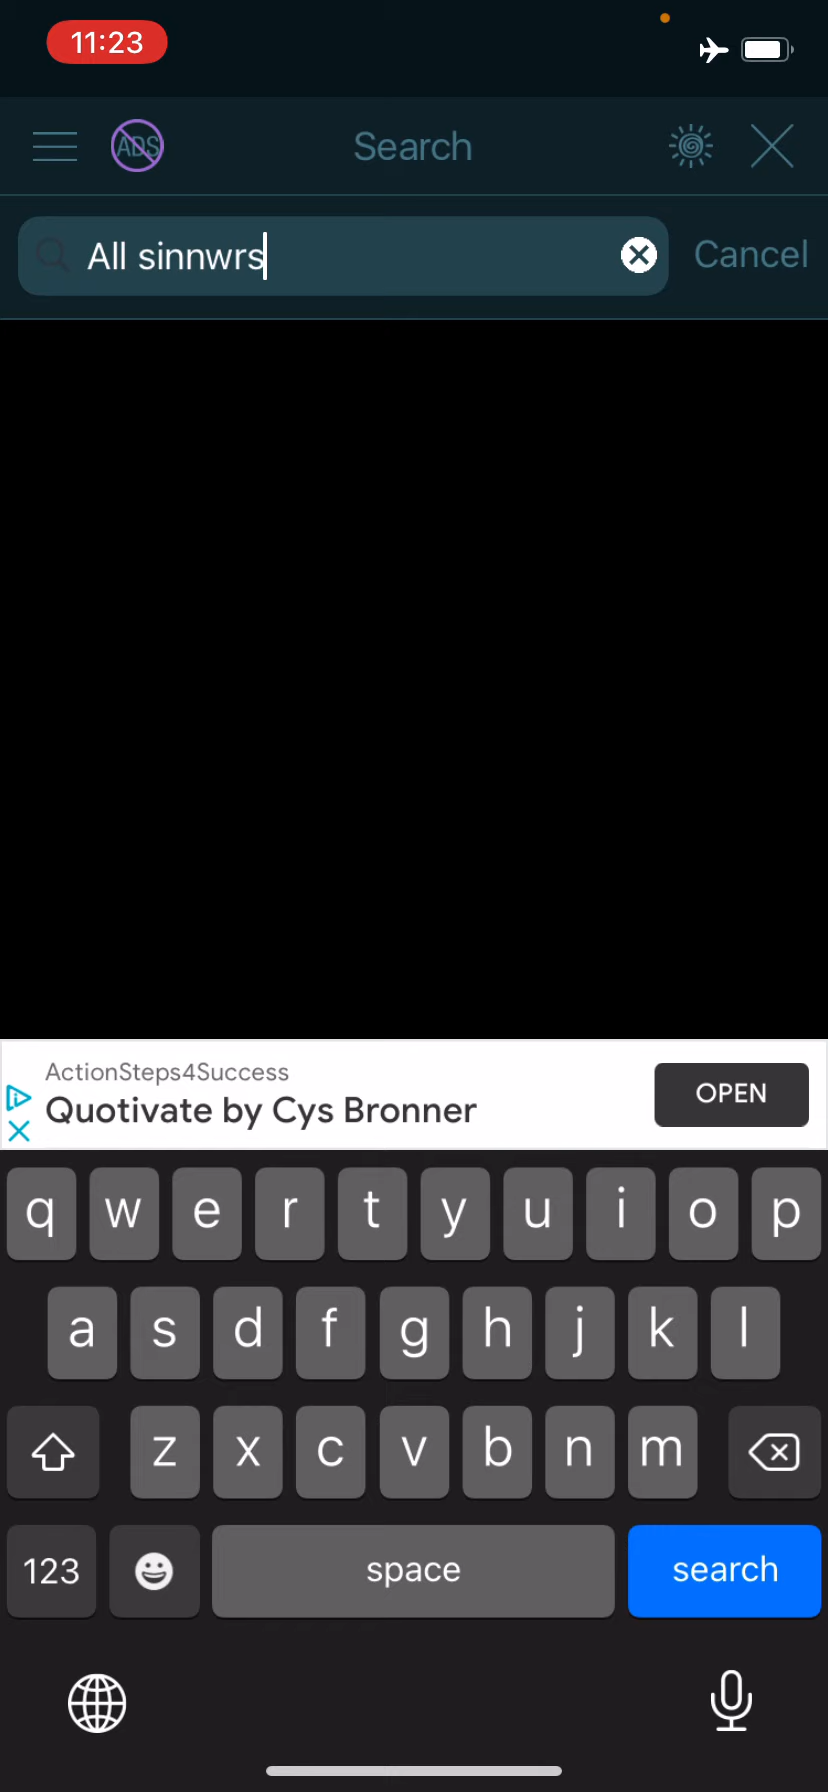 11:23
ADS
Search
All sinnwrs
Cancel
ActionSteps4Success
Quotivate by Cys Bronner
OPEN
q w e r t y u i o p
a s d f g h j k l
z x c v b n m
123
space
search